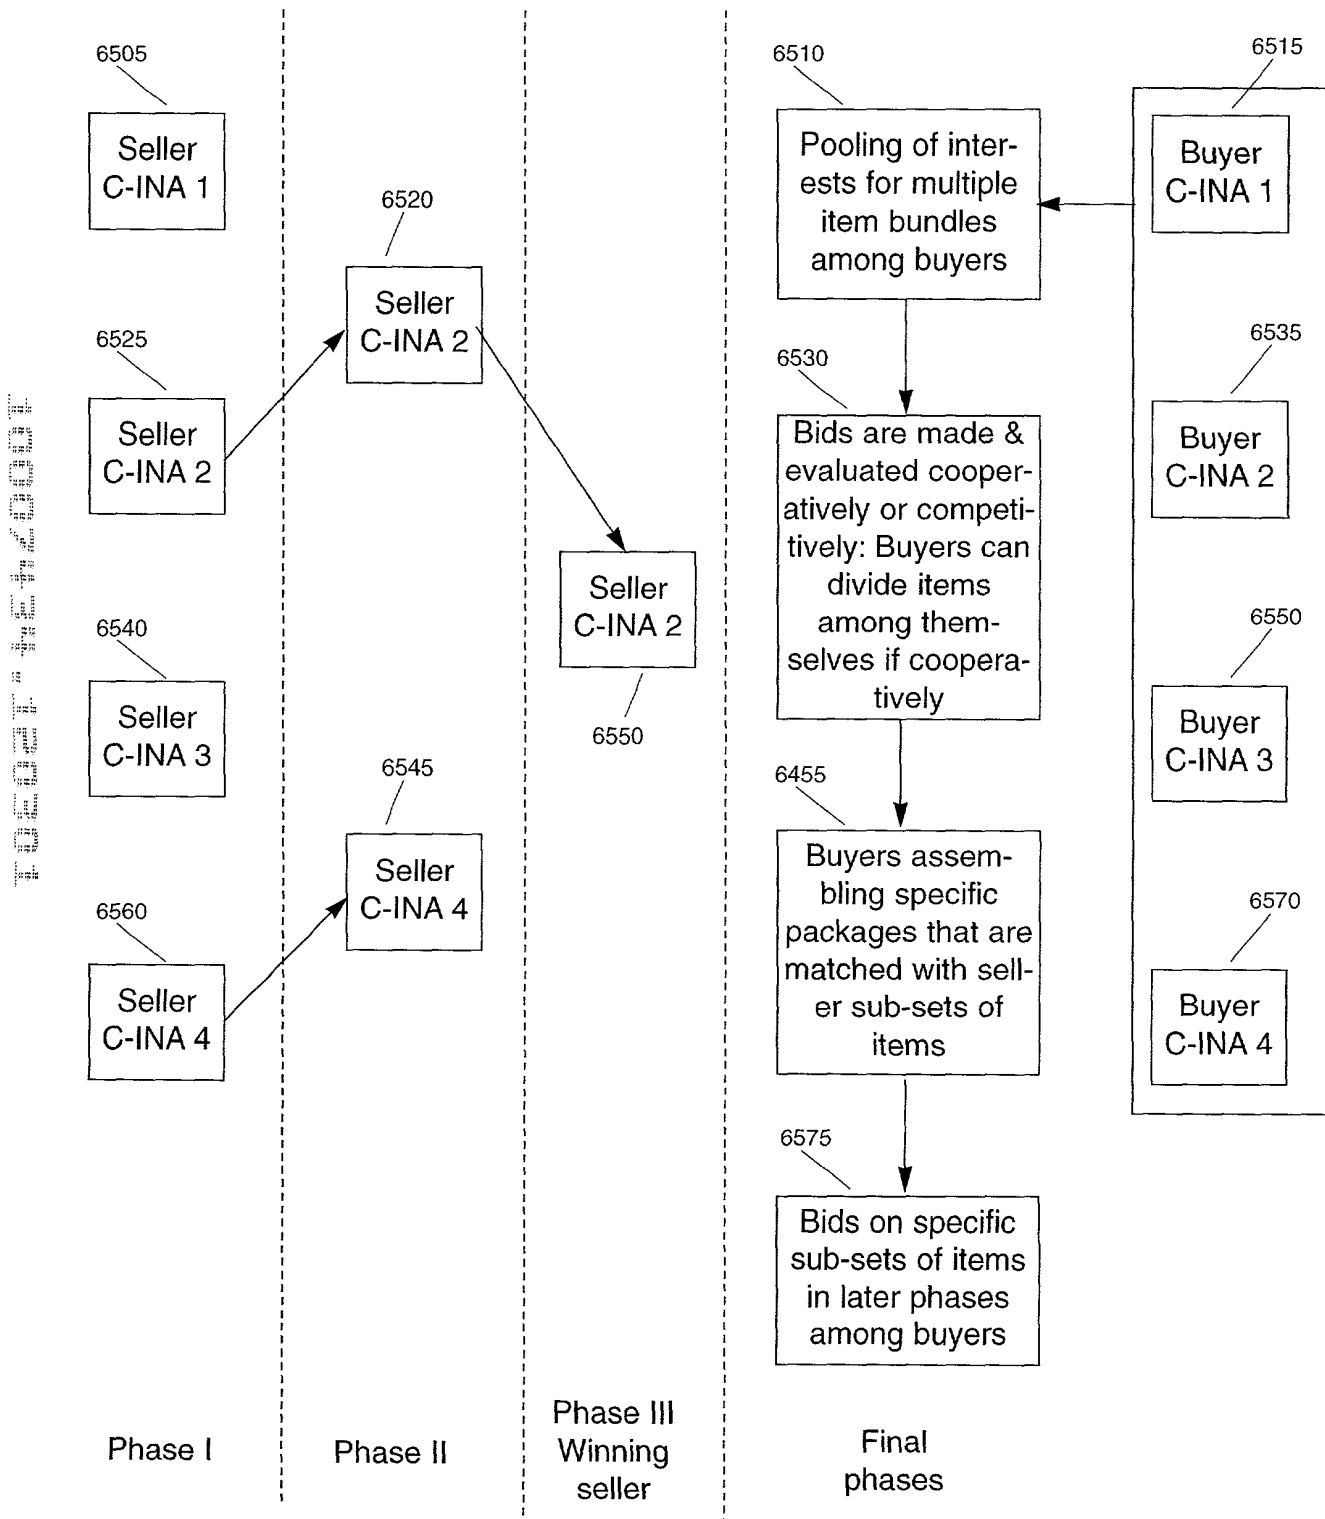 6505
Seller
C-INA 1
6525
Seller
C-INA 2
6540
Seller
C-INA 3
6560
Seller
C-INA 4
Phase I
6520
Seller
C-INA 2
6545
Seller
C-INA 4
Phase II
Seller
C-INA 2
6550
Phase III
Winning
seller
6510
Pooling of inter-
ests for multiple
item bundles
among buyers
6530
Bids are made &
evaluated cooper-
atively or competi-
tively: Buyers can
divide items
among them-
selves if coopera-
tively
6455
Buyers assem-
bling specific
packages that are
matched with sell-
er sub-sets of
items
6575
Bids on specific
sub-sets of items
in later phases
among buyers
Final
phases
6515
Buyer
C-INA 1
6535
Buyer
C-INA 2
6550
Buyer
C-INA 3
6570
Buyer
C-INA 4